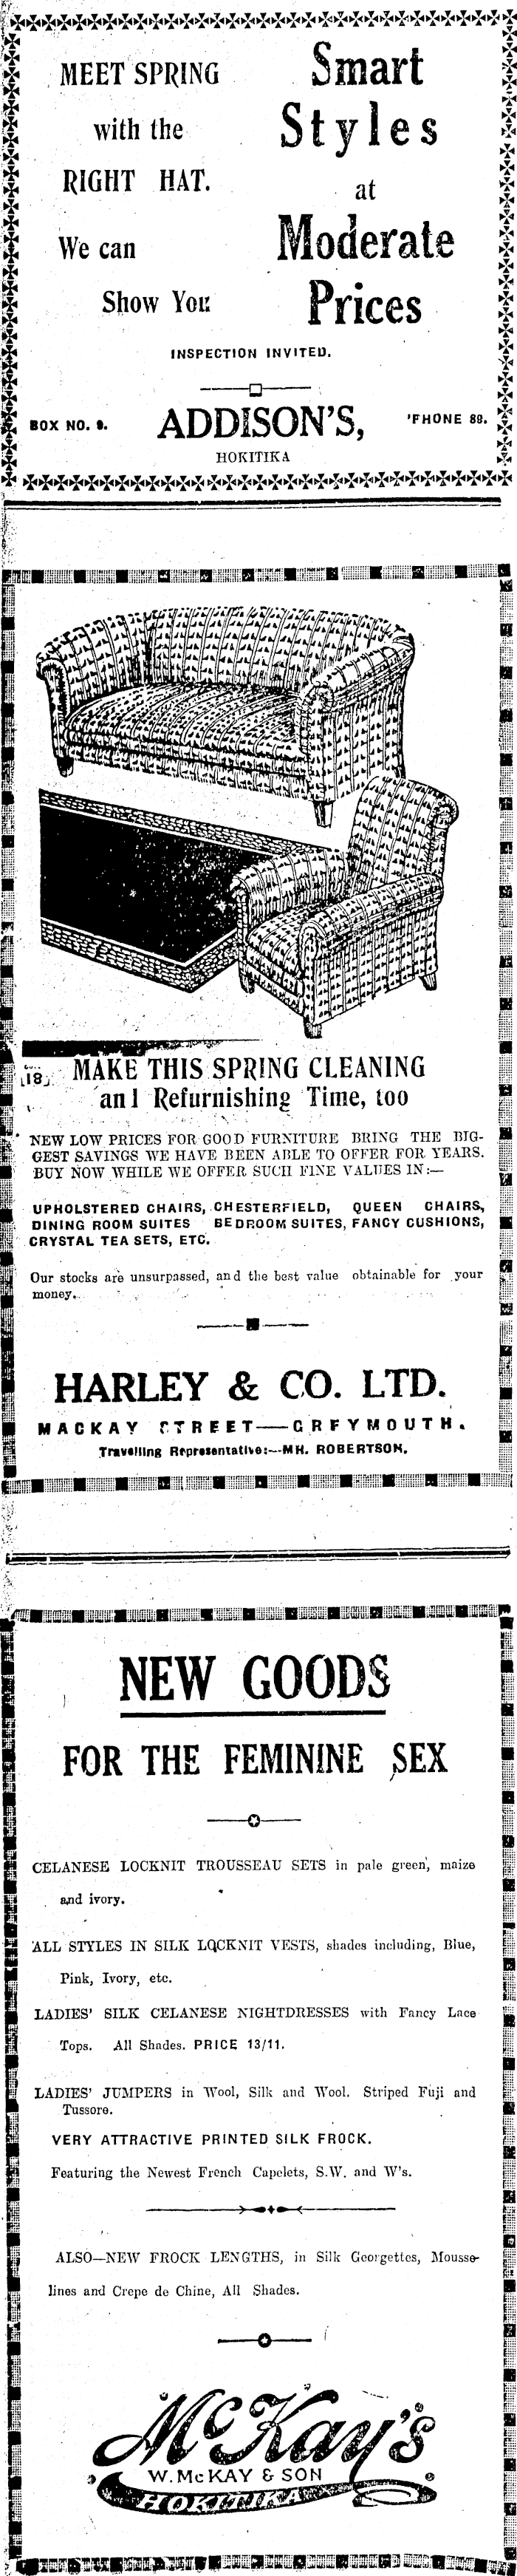 MEET SPRING
with the
RIGHT HAT.
We can
Show You
Smart
Styles
at
Moderate
Prices
INSPECTION INVITED.
BOX NO. 9.
ADDISON'S,
'FHONE 89.
HOKITIKA
MAKE THIS SPRING CLEANING
an1 Refurnishing Time, too
NEW LOW PRICES FOR GOOD FURNITURE BRING THE BIG-
GEST SAVINGS WE HAVE BEEN ABLE TO OFFER FOR YEARS.
BUY NOW WHILE WE OFFER SUCH FINE VALUES IN:—
UPHOLSTERED CHAIRS, CHESTERFIELD, QUEEN CHAIRS,
DINING ROOM SUITES BEDROOM SUITES, FANCY CUSHIONS,
CRYSTAL TEA SETS, ETC.
Our stocks are unsurpassed, and the best value obtainable for your
money.
HARLEY & CO. LTD.
MACKAY STREET—GREYMOUTH.
Travelling Representative:—MH. ROBERTSON.
NEW GOODS
FOR THE FEMININE SEX
CELANESE LOCKNIT TROUSSEAU SETS in pale green, maize
and ivory.
ALL STYLES IN SILK LOCKNIT VESTS, shades including, Blue,
Pink, Ivory, etc.
LADIES' SILK CELANESE NIGHTDRESSES with Fancy Lace
Tops. All Shades. PRICE 13/11.
LADIES' JUMPERS in Wool, Silk and Wool. Striped Fuji and
Tussore.
VERY ATTRACTIVE PRINTED SILK FROCK.
Featuring the Newest French Capelets, S.W. and W's.
ALSO—NEW FROCK LENGTHS, in Silk Georgettes, Mousse-
lines and Crepe de Chine, All Shades.
McKay's
W. McKAY & SON
HOKITIKA